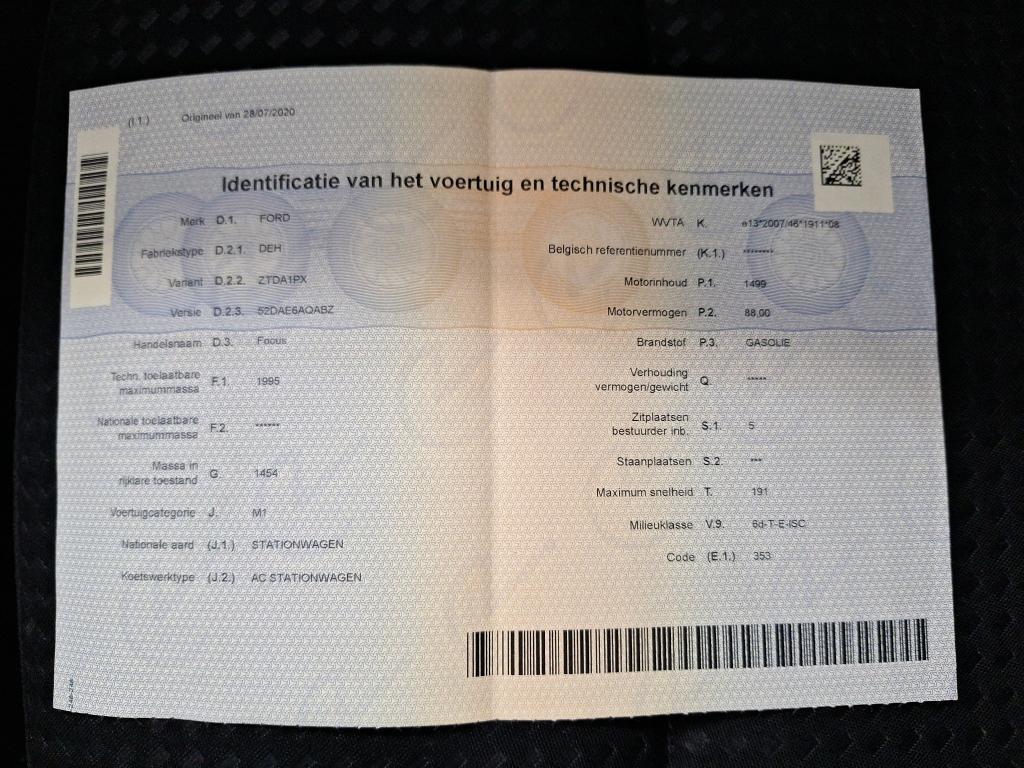 (I.1.) Origineel van 28/07/2020
Identificatie van het voertuig en technische kenmerken
Merk D.1. FORD
Fabriekstype D.2.1. DEH
Variant D.2.2. ZTDA1PX
Versie D.2.3. 52DAE6AQABZ
Handelsnaam D.3. Focus
Techn. toelaatbare
maximummassa F.1. 1995
Nationale toelaatbare
maximummassa F.2. ******
Massa in
rijklare toestand G. 1454
Voertuigcategorie J. M1
Nationale aard (J.1.) STATIONWAGEN
Koetswerktype (J.2.) AC STATIONWAGEN
WVTA K. e13*2007/46*1911*08
Belgisch referentienummer (K.1.) ********
Motorinhoud P.1. 1499
Motorvermogen P.2. 88,00
Brandstof P.3. GASOLIE
Verhouding
vermogen/gewicht Q. *****
Zitplaatsen
bestuurder inb. S.1. 5
Staanplaatsen S.2. ***
Maximum snelheid T. 191
Milieuklasse V.9. 6d-T-E-ISC
Code (E.1.) 353